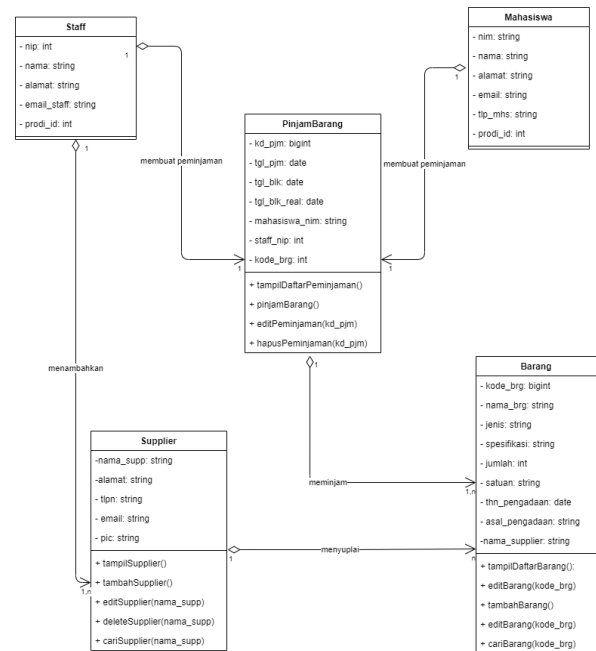 Staff
- nip: int
- nama: string
- alamat: string
- email_staff: string
- prodi_id: int
1
1
Mahasiswa
- nim: string
- nama: string
- alamat: string
- email: string
- tlp_mhs: string
- prodi_id: int
1
membuat peminjaman
membuat peminjaman
PinjamBarang
- kd_pjm: bigint
- tgl_pjm: date
- tgl_blk: date
- tgl_blk_real: date
- mahasiswa_nim: string
- staff_nip: int
- kode_brg: int
+ tampilDaftarPeminjaman()
+ pinjamBarang()
+ editPeminjaman(kd_pjm)
+ hapusPeminjaman(kd_pjm)
1
1
1
menambahkan
meminjam
1,n
Supplier
-nama_supp: string
-alamat: string
- tlpn: string
- email: string
- pic: string
+ tampilSupplier()
+ tambahSupplier()
+ editSupplier(nama_supp)
+ deleteSupplier(nama_supp)
+ cariSupplier(nama_supp)
1,n
1
menyuplai
n
Barang
- kode_brg: bigint
- nama_brg: string
- jenis: string
- spesifikasi: string
- jumlah: int
- satuan: string
- thn_pengadaan: date
- asal_pengadaan: string
-nama_supplier: string
+ tampilDaftarBarang():
+ editBarang(kode_brg)
+ tambahBarang()
+ editBarang(kode_brg)
+ cariBarang(kode_brg)